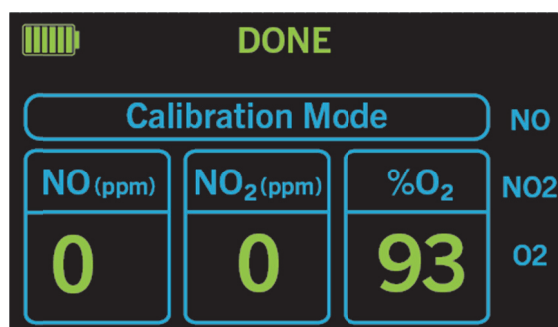 DONE
Calibration Mode NO
NO (ppm) NO₂ (ppm) %O₂ NO2
0 0 93 O2